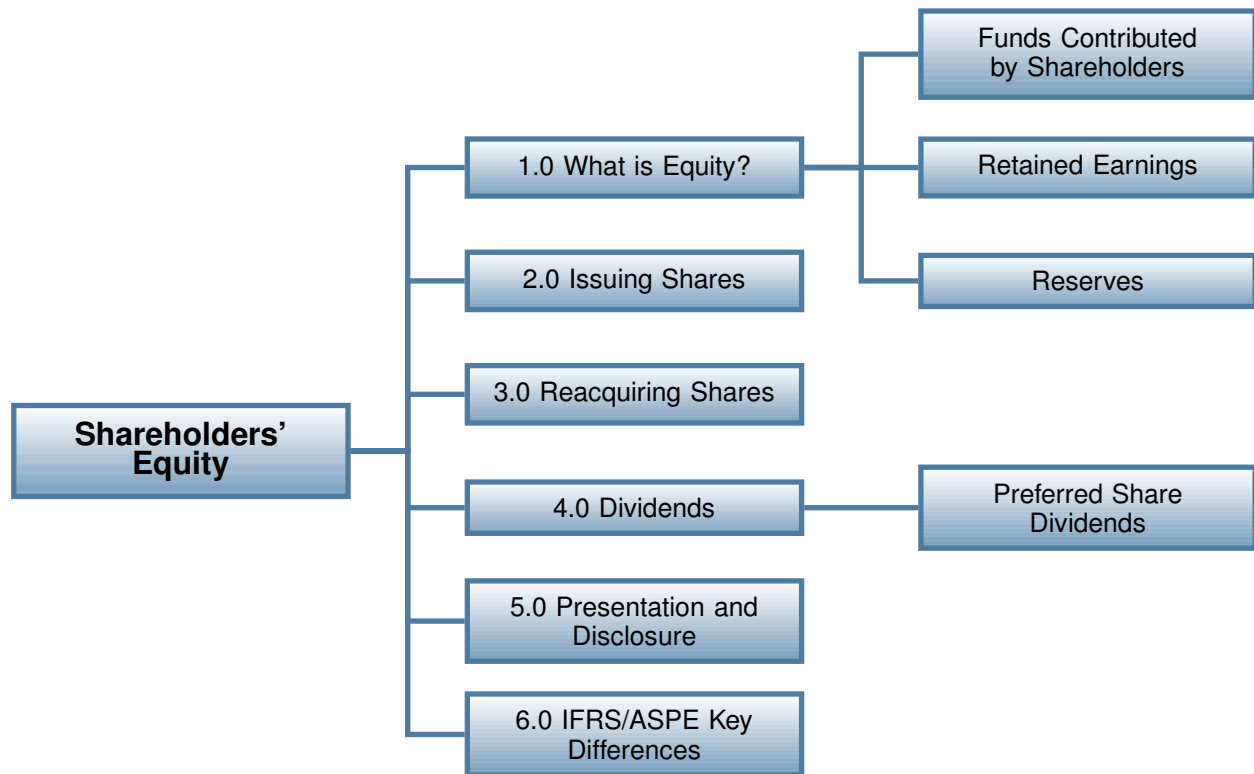 Shareholders’
Equity
1.0 What is Equity?
Funds Contributed
by Shareholders
Retained Earnings
Reserves
2.0 Issuing Shares
3.0 Reacquiring Shares
4.0 Dividends
Preferred Share
Dividends
5.0 Presentation and
Disclosure
6.0 IFRS/ASPE Key
Differences